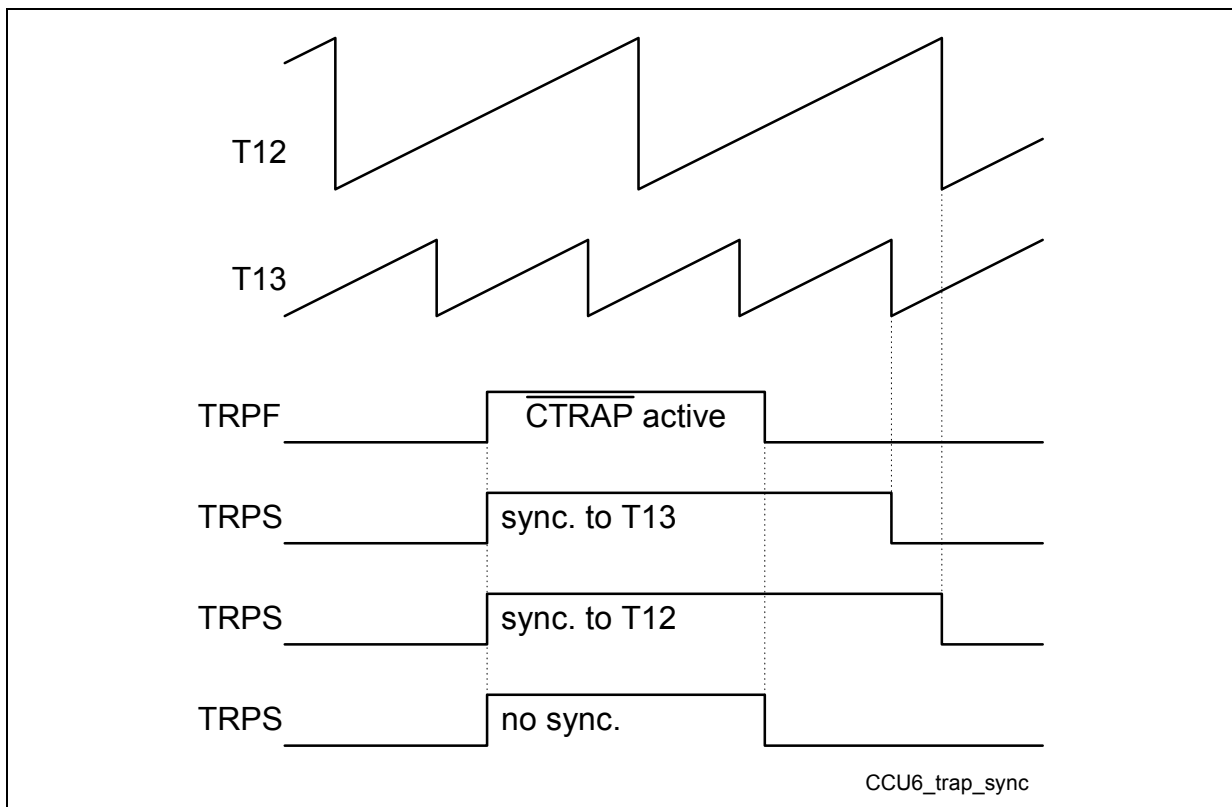 T12
T13
TRPF
CTRAP active
TRPS
sync. to T13
TRPS
sync. to T12
TRPS
no sync.
CCU6_trap_sync